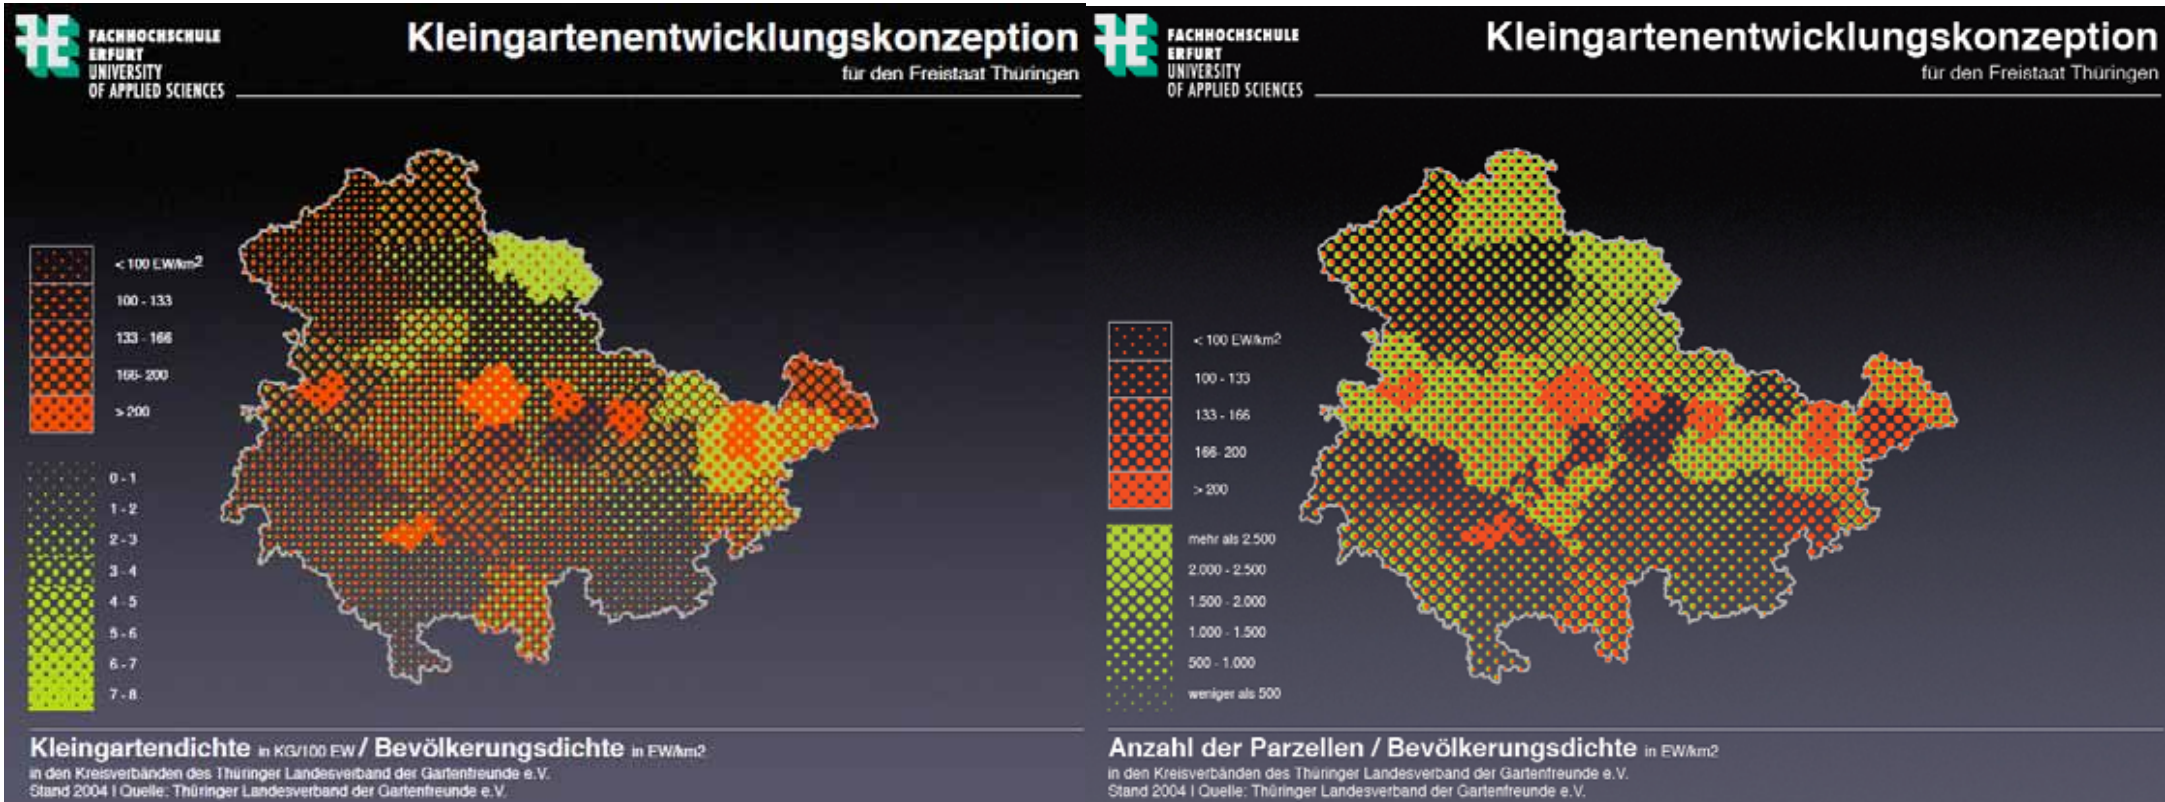 FACHHOCHSCHULE
ERFURT
UNIVERSITY
OF APPLIED SCIENCES
Kleingartenentwicklungskonzeption
für den Freistaat Thüringen
< 100 EW/km2
100 - 133
133 - 166
166- 200
> 200
0 - 1
1 - 2
2 - 3
3 - 4
4 - 5
5 - 6
6 - 7
7 - 8
Kleingartendichte in KG/100 EW / Bevölkerungsdichte in EW/km2
in den Kreisverbänden des Thüringer Landesverband der Gartenfreunde e.V.
Stand 2004 I Quelle: Thüringer Landesverband der Gartenfreunde e.V.
FACHHOCHSCHULE
ERFURT
UNIVERSITY
OF APPLIED SCIENCES
Kleingartenentwicklungskonzeption
für den Freistaat Thüringen
< 100 EW/km2
100 - 133
133 - 166
166- 200
> 200
mehr als 2.500
2.000 - 2.500
1.500 - 2.000
1.000 - 1.500
500 - 1.000
weniger als 500
Anzahl der Parzellen / Bevölkerungsdichte in EW/km2
in den Kreisverbänden des Thüringer Landesverband der Gartenfreunde e.V.
Stand 2004 I Quelle: Thüringer Landesverband der Gartenfreunde e.V.